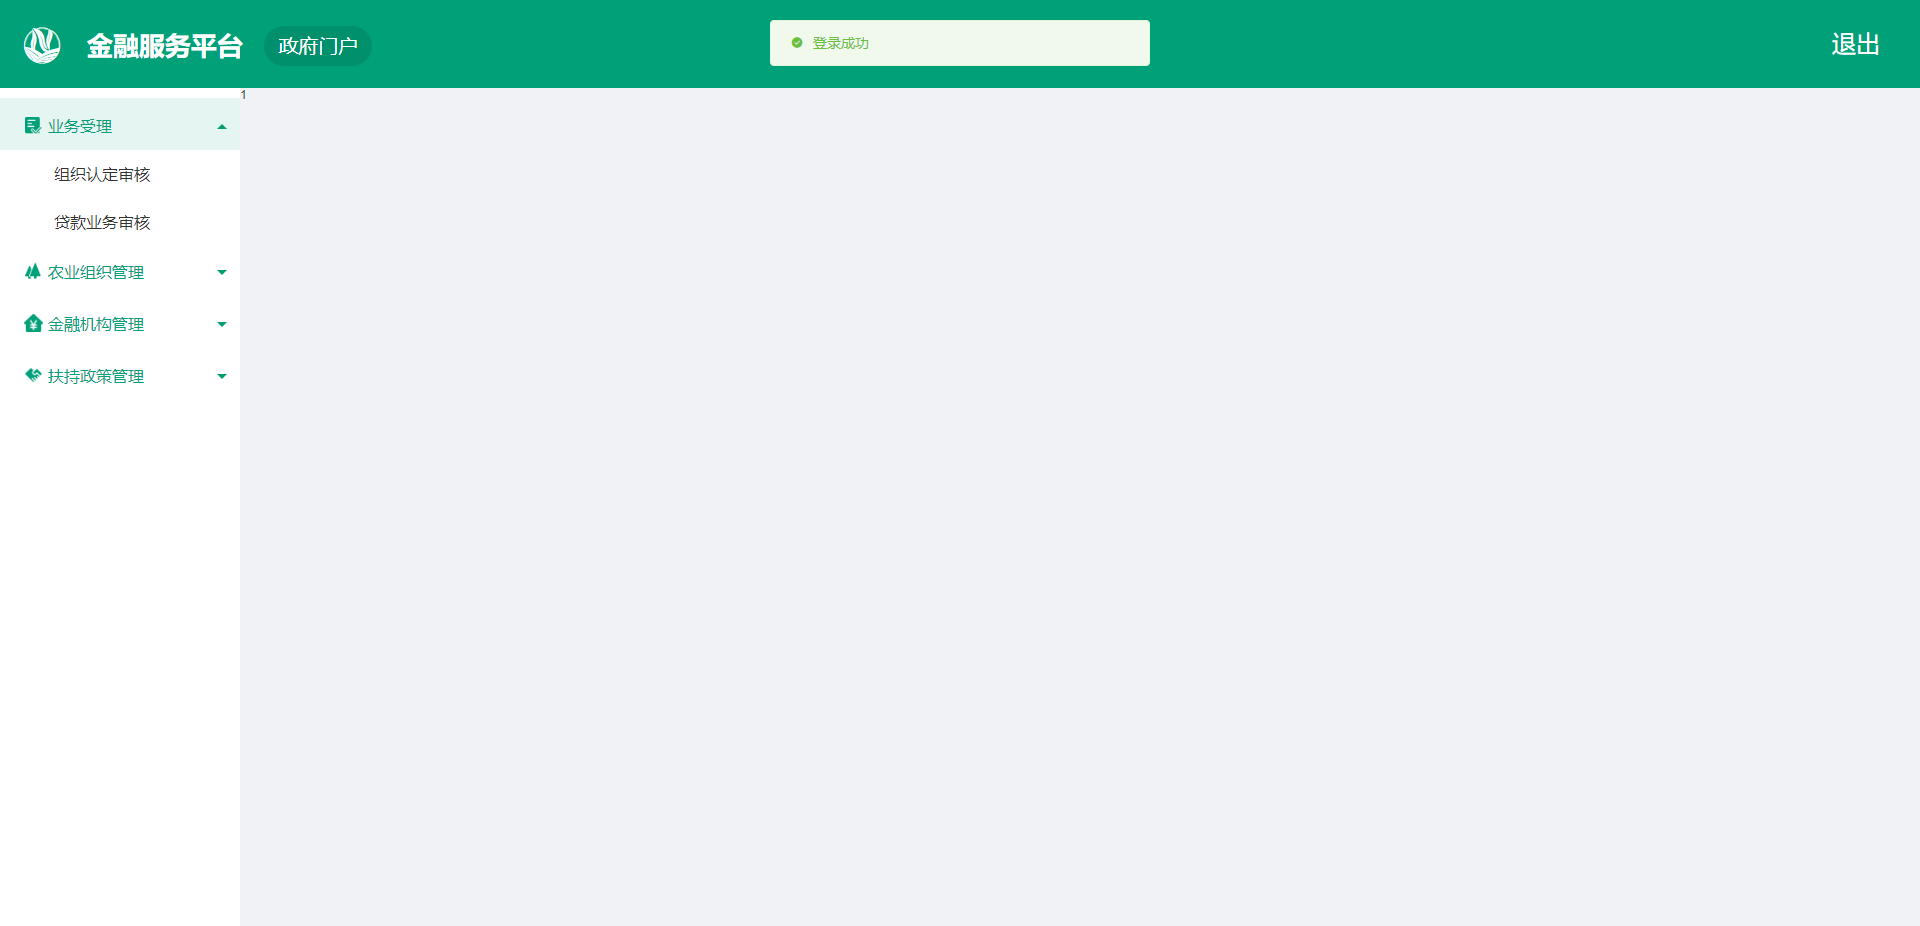 金融服务平台
政府门户
登录成功
退出
1
业务受理
组织认定审核
贷款业务审核
农业组织管理
金融机构管理
扶持政策管理